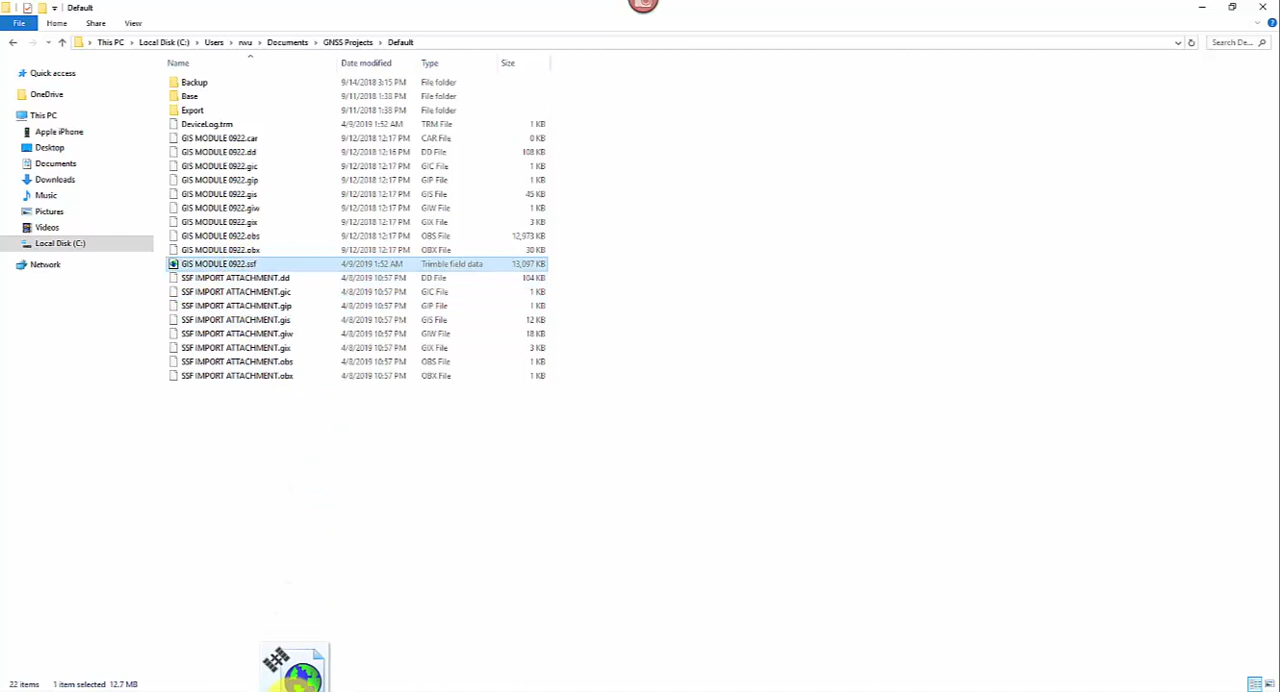 Default
File Home Share View
This PC Local Disk (C:) Users rwu Documents GNSS Projects Default Search De...
Name Date modified Type Size
Quick access
OneDrive
This PC
Apple iPhone
Desktop
Documents
Downloads
Music
Pictures
Videos
Local Disk (C:)
Network
Backup 9/14/2018 3:15 PM File folder
Base 9/11/2018 1:38 PM File folder
Export 9/11/2018 1:38 PM File folder
DeviceLog.trm 4/9/2019 1:52 AM TRM File 1 KB
GIS MODULE 0922.car 9/12/2018 12:17 PM CAR File 0 KB
GIS MODULE 0922.dd 9/12/2018 12:16 PM DD File 108 KB
GIS MODULE 0922.gic 9/12/2018 12:17 PM GIC File 1 KB
GIS MODULE 0922.gip 9/12/2018 12:17 PM GIP File 1 KB
GIS MODULE 0922.gis 9/12/2018 12:17 PM GIS File 45 KB
GIS MODULE 0922.giw 9/12/2018 12:17 PM GIW File 1 KB
GIS MODULE 0922.gix 9/12/2018 12:17 PM GIX File 3 KB
GIS MODULE 0922.obs 9/12/2018 12:17 PM OBS File 12,973 KB
GIS MODULE 0922.obx 9/12/2018 12:17 PM OBX File 30 KB
GIS MODULE 0922.ssf 4/9/2019 1:52 AM Trimble field data 13,097 KB
SSF IMPORT ATTACHMENT.dd 4/8/2019 10:57 PM DD File 104 KB
SSF IMPORT ATTACHMENT.gic 4/8/2019 10:57 PM GIC File 1 KB
SSF IMPORT ATTACHMENT.gip 4/8/2019 10:57 PM GIP File 1 KB
SSF IMPORT ATTACHMENT.gis 4/8/2019 10:57 PM GIS File 12 KB
SSF IMPORT ATTACHMENT.giw 4/8/2019 10:57 PM GIW File 18 KB
SSF IMPORT ATTACHMENT.gix 4/8/2019 10:57 PM GIX File 3 KB
SSF IMPORT ATTACHMENT.obs 4/8/2019 10:57 PM OBS File 1 KB
SSF IMPORT ATTACHMENT.obx 4/8/2019 10:57 PM OBX File 1 KB
22 items 1 item selected 12.7 MB